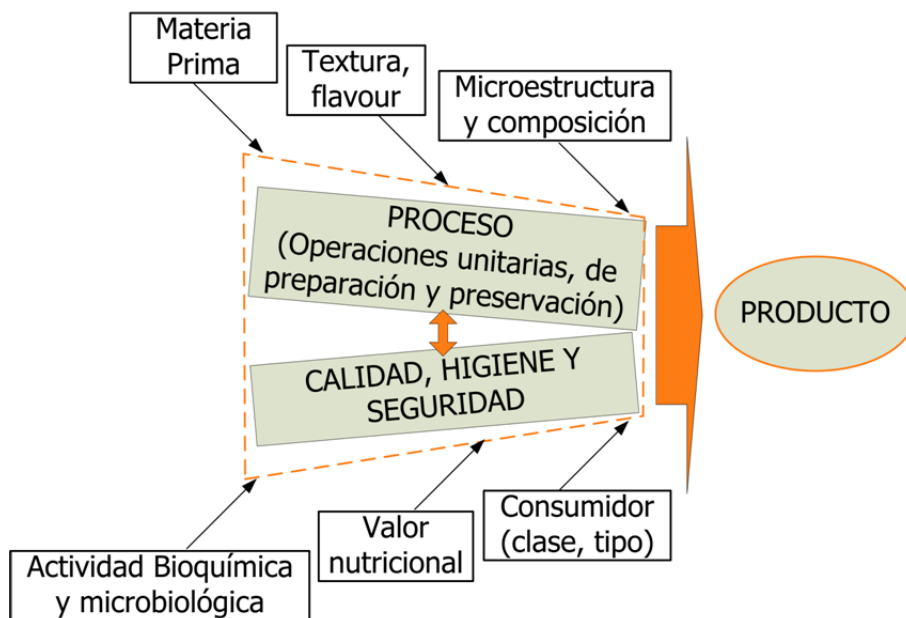 Materia
Prima
Textura,
flavour
Microestructura
y composición
PROCESO
(Operaciones unitarias, de
preparación y preservación)
PRODUCTO
CALIDAD, HIGIENE Y
SEGURIDAD
Actividad Bioquímica
y microbiológica
Valor
nutricional
Consumidor
(clase, tipo)